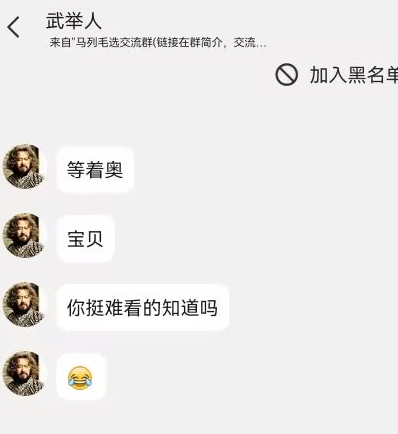 武举人
来自"马列毛选交流群(链接在群简介，交流...
加入黑名单
等着奥
宝贝
你挺难看的知道吗
😂